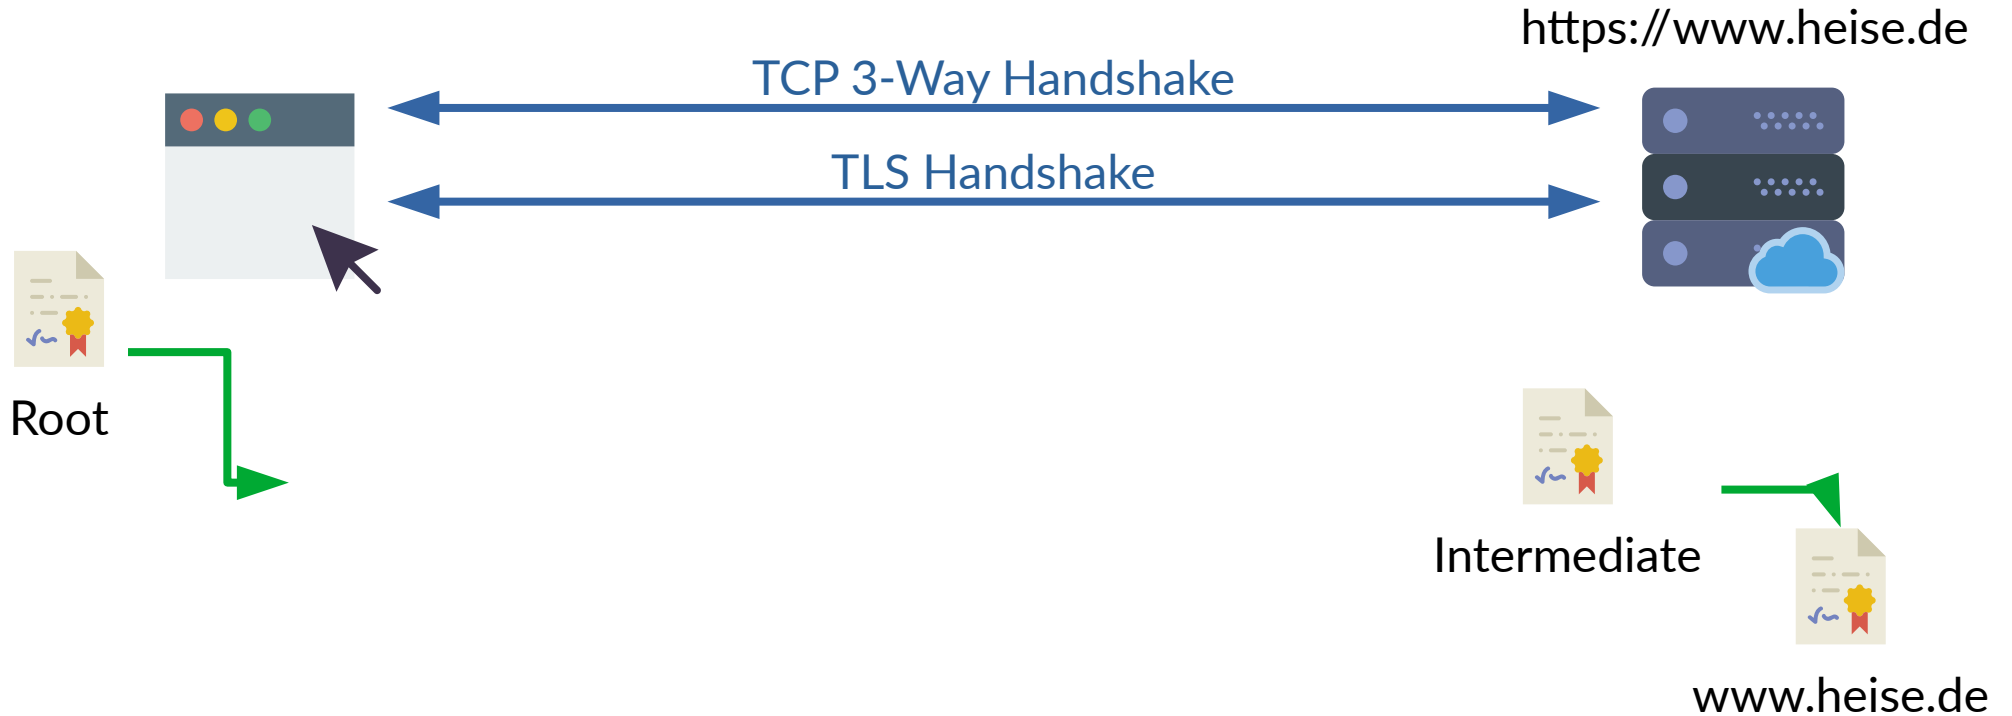 https://www.heise.de
TCP 3-Way Handshake
TLS Handshake
Root
Intermediate
www.heise.de